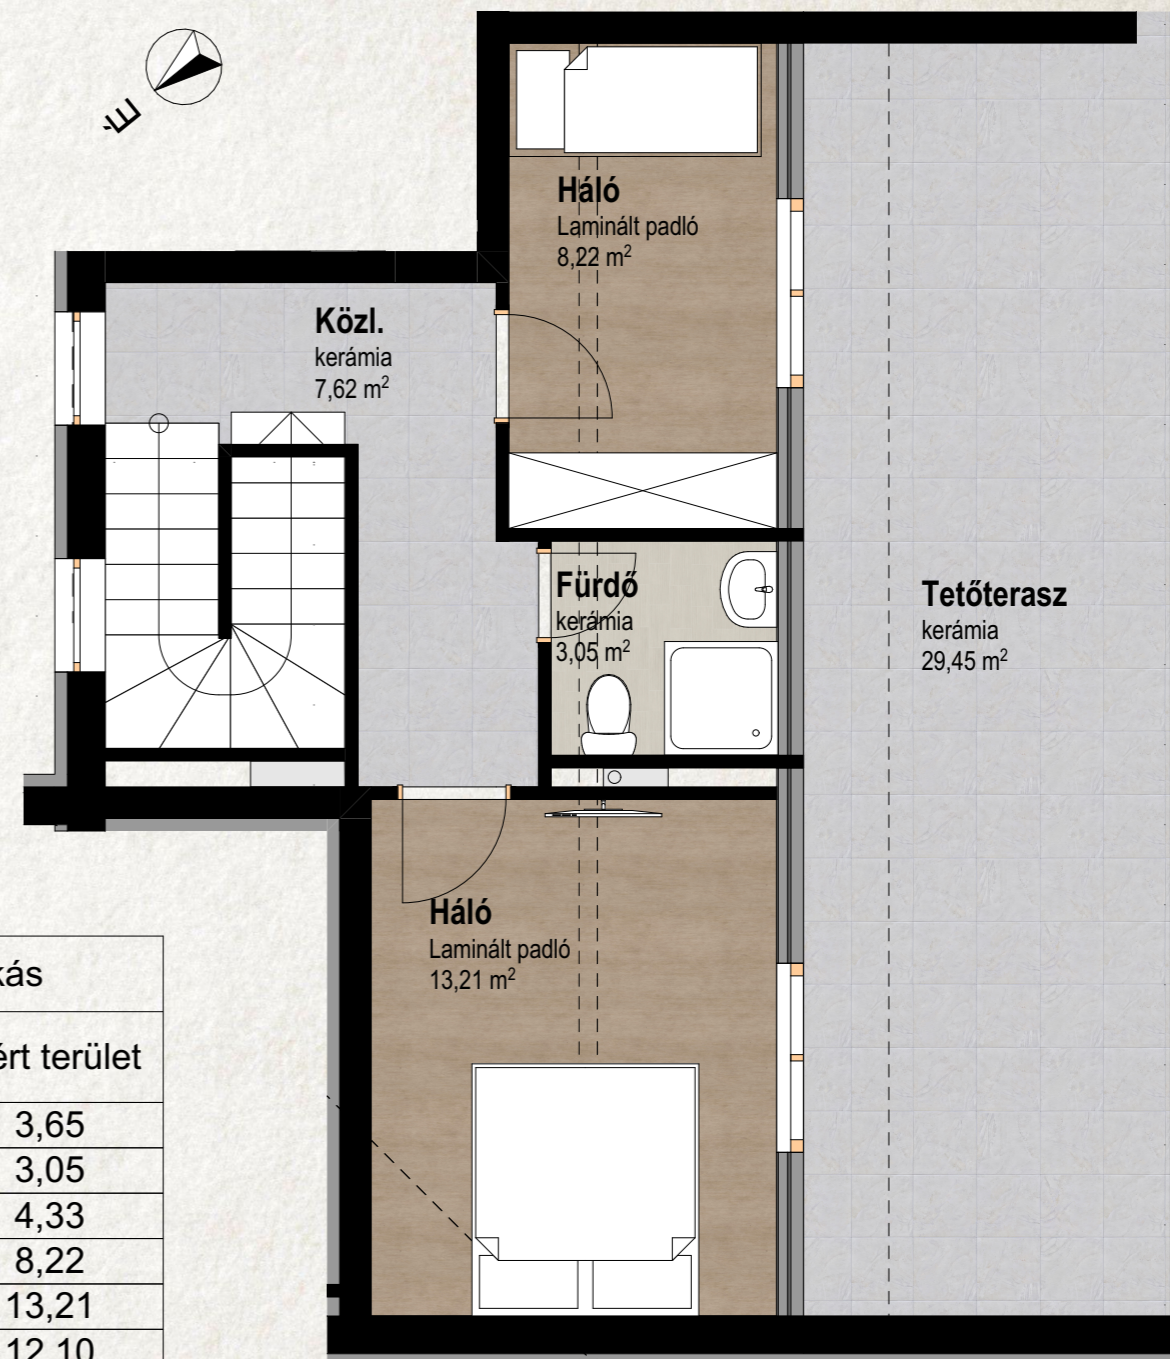 É
Háló
Laminált padló
8,22 m²
Közl.
kerámia
7,62 m²
Fürdő
kerámia
3,05 m²
Tetőterasz
kerámia
29,45 m²
Háló
Laminált padló
13,21 m²
kás
ért terület
3,65
3,05
4,33
8,22
13,21
12,10